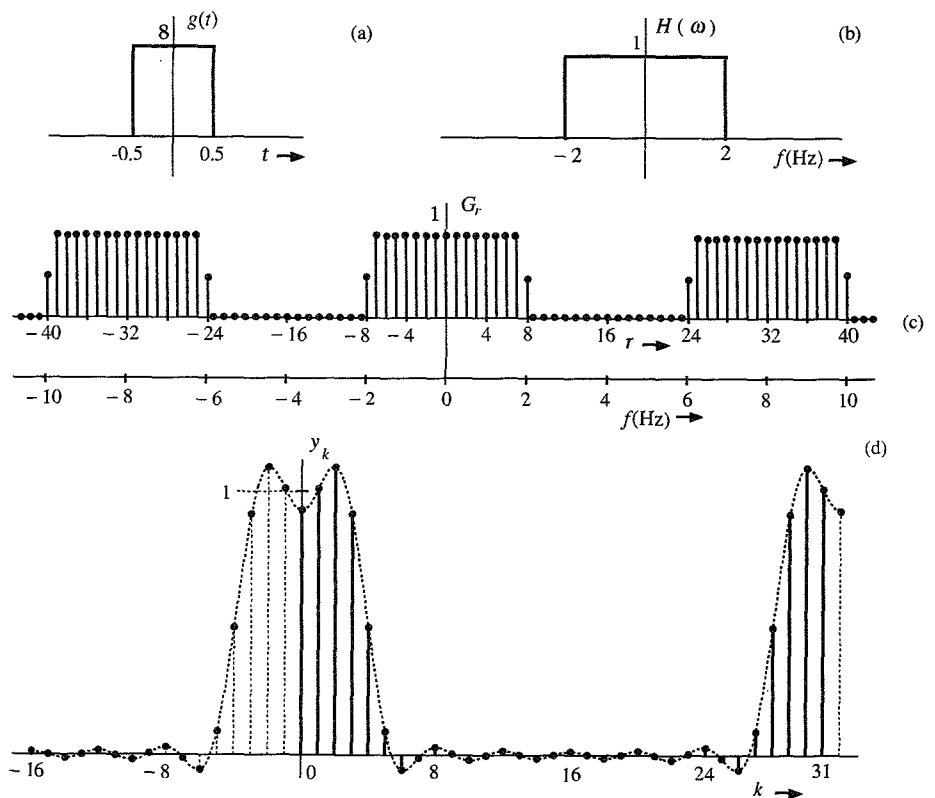 g(t)
(a)
8
-0.5 0.5 t
H ( ω )
(b)
1
−2 2 f(Hz)
1 G_r
−40 −32 −24 −16 −8 −4 4 8 16 24 32 40
r
(c)
−10 −8 −6 −4 −2 0 2 4 6 8 10
f(Hz)
(d)
y_k
1
−16 −8 0 8 16 24 31
k